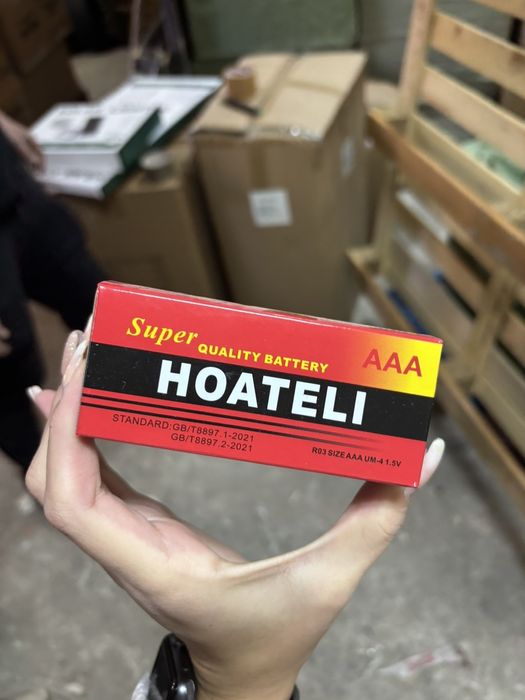 Super
QUALITY BATTERY
AAA
HOATELI
STANDARD:GB/T8897.1-2021
GB/T8897.2-2021
R03 SIZE AAA UM-4 1.5V